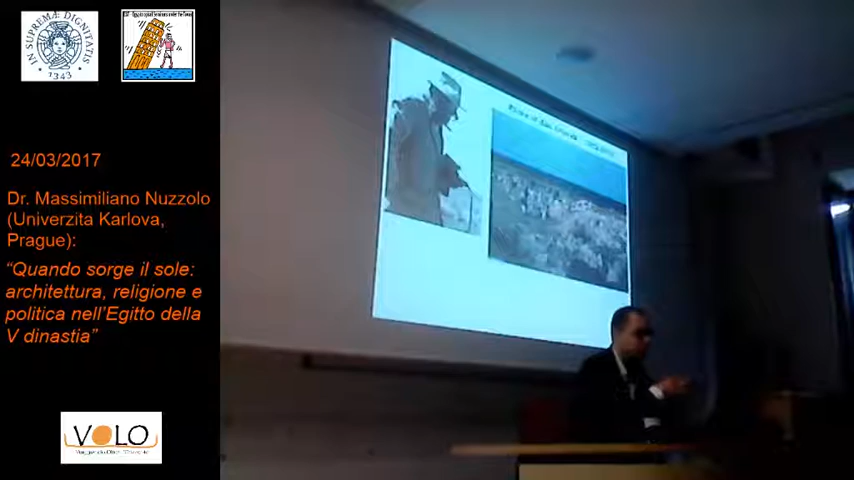 IN SUPREMÆ DIGNITATIS
·1343·
24/03/2017
Dr. Massimiliano Nuzzolo
(Univerzita Karlova,
Prague):
“Quando sorge il sole:
architettura, religione e
politica nell’Egitto della
V dinastia”
VOLO